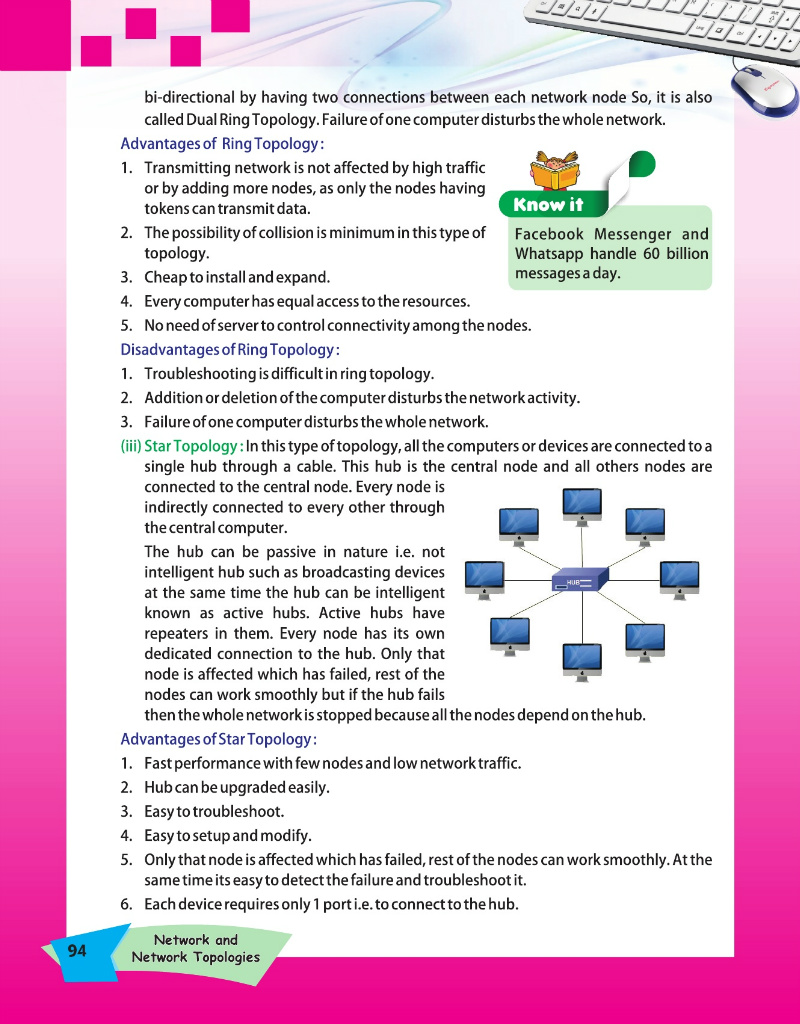 bi-directional by having two connections between each network node So, it is also
called Dual Ring Topology. Failure of one computer disturbs the whole network.
Advantages of Ring Topology :
1. Transmitting network is not affected by high traffic
or by adding more nodes, as only the nodes having
tokens can transmit data.
2. The possibility of collision is minimum in this type of
topology.
3. Cheap to install and expand.
4. Every computer has equal access to the resources.
5. No need of server to control connectivity among the nodes.
Know it
Facebook Messenger and
Whatsapp handle 60 billion
messages a day.
Disadvantages of Ring Topology :
1. Troubleshooting is difficult in ring topology.
2. Addition or deletion of the computer disturbs the network activity.
3. Failure of one computer disturbs the whole network.
(iii) Star Topology : In this type of topology, all the computers or devices are connected to a
single hub through a cable. This hub is the central node and all others nodes are
connected to the central node. Every node is
indirectly connected to every other through
the central computer.
The hub can be passive in nature i.e. not
intelligent hub such as broadcasting devices
at the same time the hub can be intelligent
known as active hubs. Active hubs have
repeaters in them. Every node has its own
dedicated connection to the hub. Only that
node is affected which has failed, rest of the
nodes can work smoothly but if the hub fails
then the whole network is stopped because all the nodes depend on the hub.
HUB
Advantages of Star Topology :
1. Fast performance with few nodes and low network traffic.
2. Hub can be upgraded easily.
3. Easy to troubleshoot.
4. Easy to setup and modify.
5. Only that node is affected which has failed, rest of the nodes can work smoothly. At the
same time its easy to detect the failure and troubleshoot it.
6. Each device requires only 1 port i.e. to connect to the hub.
94
Network and
Network Topologies